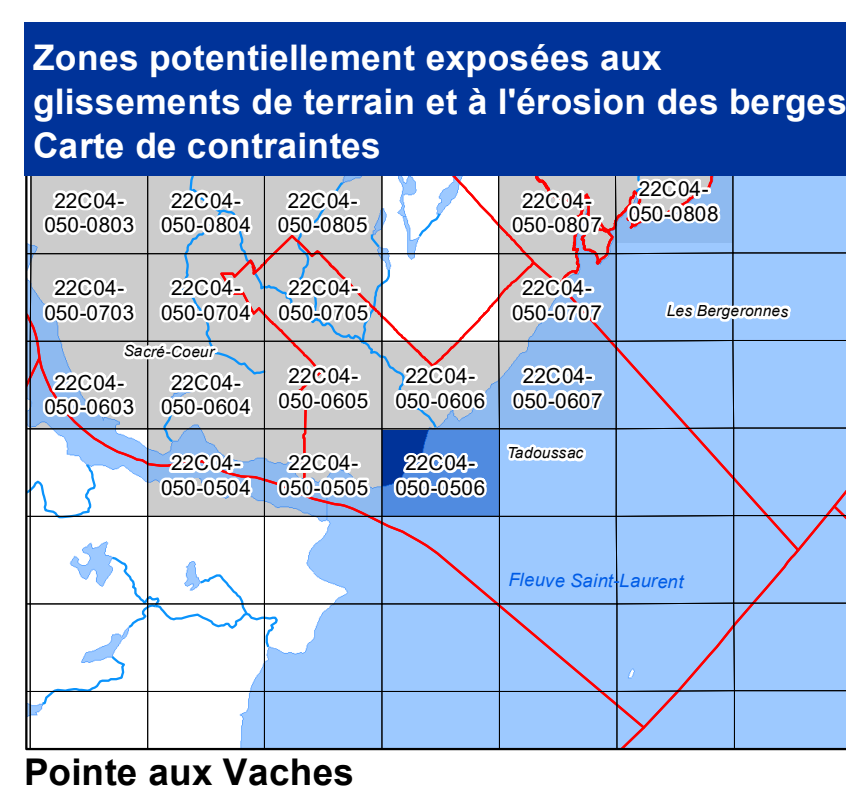 Zones potentiellement exposées aux
glissements de terrain et à l'érosion des berges
Carte de contraintes
22C04-
050-0803
22C04-
050-0804
22C04-
050-0805
22C04-
050-0807
22C04-
050-0808
22C04-
050-0703
22C04-
050-0704
22C04-
050-0705
22C04-
050-0707
Les Bergeronnes
Sacré-Coeur
22C04-
050-0603
22C04-
050-0604
22C04-
050-0605
22C04-
050-0606
22C04-
050-0607
22C04-
050-0504
22C04-
050-0505
22C04-
050-0506
Tadoussac
Fleuve Saint-Laurent
Pointe aux Vaches